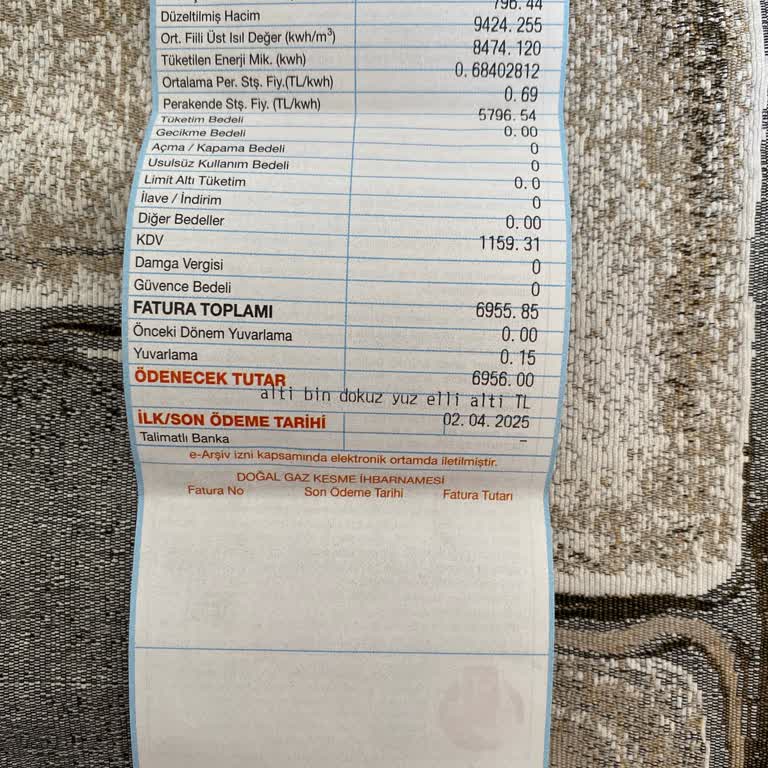 796.44
Düzeltilmiş Hacim 9424.255
Ort. Fiili Üst Isıl Değer (kwh/m³) 8474.120
Tüketilen Enerji Mik. (kwh) 0.68402812
Ortalama Per. Stş. Fiy.(TL/kwh) 0.69
Perakende Stş. Fiy. (TL/kwh) 5796.54
Tüketim Bedeli 0.00
Gecikme Bedeli 0
Açma / Kapama Bedeli 0
Usulsüz Kullanım Bedeli 0.0
Limit Altı Tüketim 0
İlave / İndirim 0.00
Diğer Bedeller
KDV 1159.31
Damga Vergisi 0
Güvence Bedeli 0
FATURA TOPLAMI 6955.85
Önceki Dönem Yuvarlama 0.00
Yuvarlama 0.15
ÖDENECEK TUTAR 6956.00
alti bin dokuz yuz elli alti TL
İLK/SON ÖDEME TARİHİ 02.04.2025
Talimatlı Banka -
e-Arşiv izni kapsamında elektronik ortamda iletilmiştir.
DOĞAL GAZ KESME İHBARNAMESİ
Fatura No Son Ödeme Tarihi Fatura Tutarı